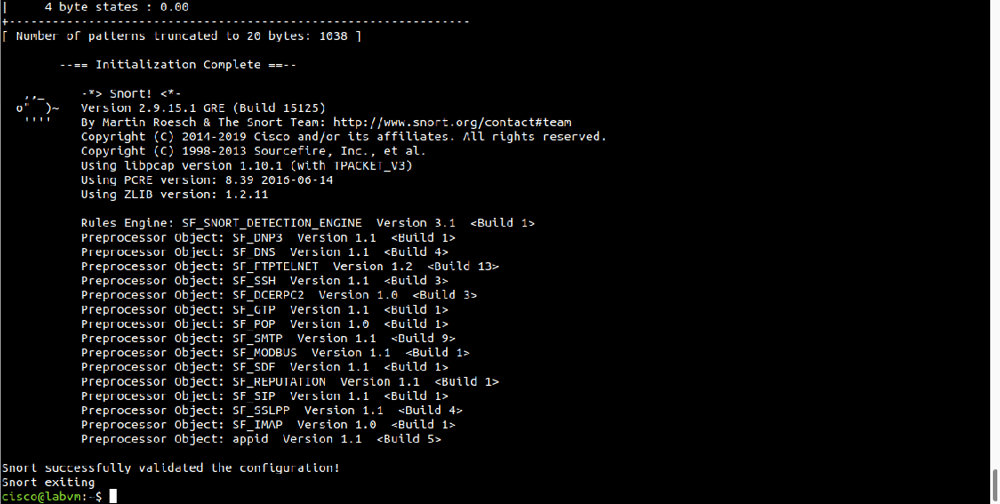 |     4 byte states : 0.00
+----------------------------------------------------------------
[ Number of patterns truncated to 20 bytes: 1038 ]
        --== Initialization Complete ==--
   ,,_     -*> Snort! <*-
  o"  )~   Version 2.9.15.1 GRE (Build 15125)
   ''''    By Martin Roesch & The Snort Team: http://www.snort.org/contact#team
           Copyright (C) 2014-2019 Cisco and/or its affiliates. All rights reserved.
           Copyright (C) 1998-2013 Sourcefire, Inc., et al.
           Using libpcap version 1.10.1 (with TPACKET_V3)
           Using PCRE version: 8.39 2016-06-14
           Using ZLIB version: 1.2.11
           Rules Engine: SF_SNORT_DETECTION_ENGINE  Version 3.1  <Build 1>
           Preprocessor Object: SF_DNP3  Version 1.1  <Build 1>
           Preprocessor Object: SF_DNS  Version 1.1  <Build 4>
           Preprocessor Object: SF_FTPTELNET  Version 1.2  <Build 13>
           Preprocessor Object: SF_SSH  Version 1.1  <Build 3>
           Preprocessor Object: SF_DCERPC2  Version 1.0  <Build 3>
           Preprocessor Object: SF_GTP  Version 1.1  <Build 1>
           Preprocessor Object: SF_POP  Version 1.0  <Build 1>
           Preprocessor Object: SF_SMTP  Version 1.1  <Build 9>
           Preprocessor Object: SF_MODBUS  Version 1.1  <Build 1>
           Preprocessor Object: SF_SDF  Version 1.1  <Build 1>
           Preprocessor Object: SF_REPUTATION  Version 1.1  <Build 1>
           Preprocessor Object: SF_SIP  Version 1.1  <Build 1>
           Preprocessor Object: SF_SSLPP  Version 1.1  <Build 4>
           Preprocessor Object: SF_IMAP  Version 1.0  <Build 1>
           Preprocessor Object: appid  Version 1.1  <Build 5>
Snort successfully validated the configuration!
Snort exiting
cisco@labvm:~$